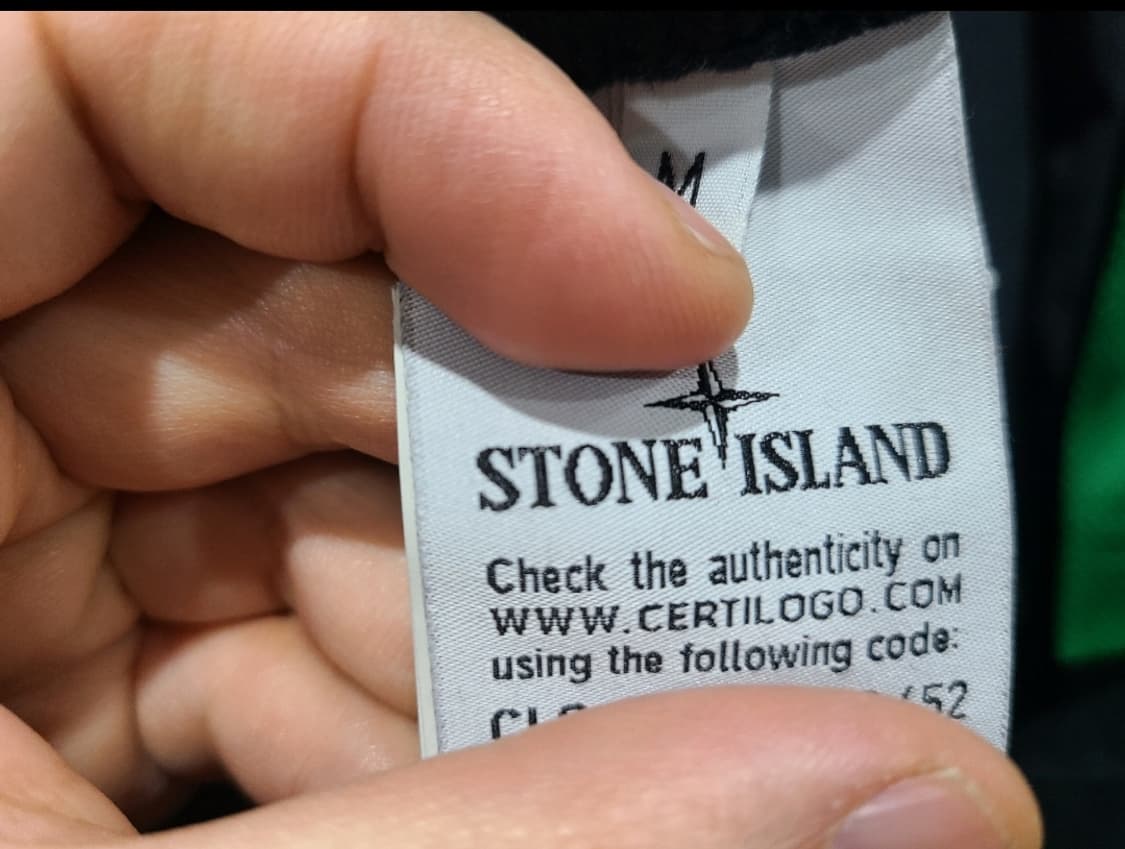 M
STONE ISLAND
Check the authenticity on
WWW.CERTILOGO.COM
using the following code: